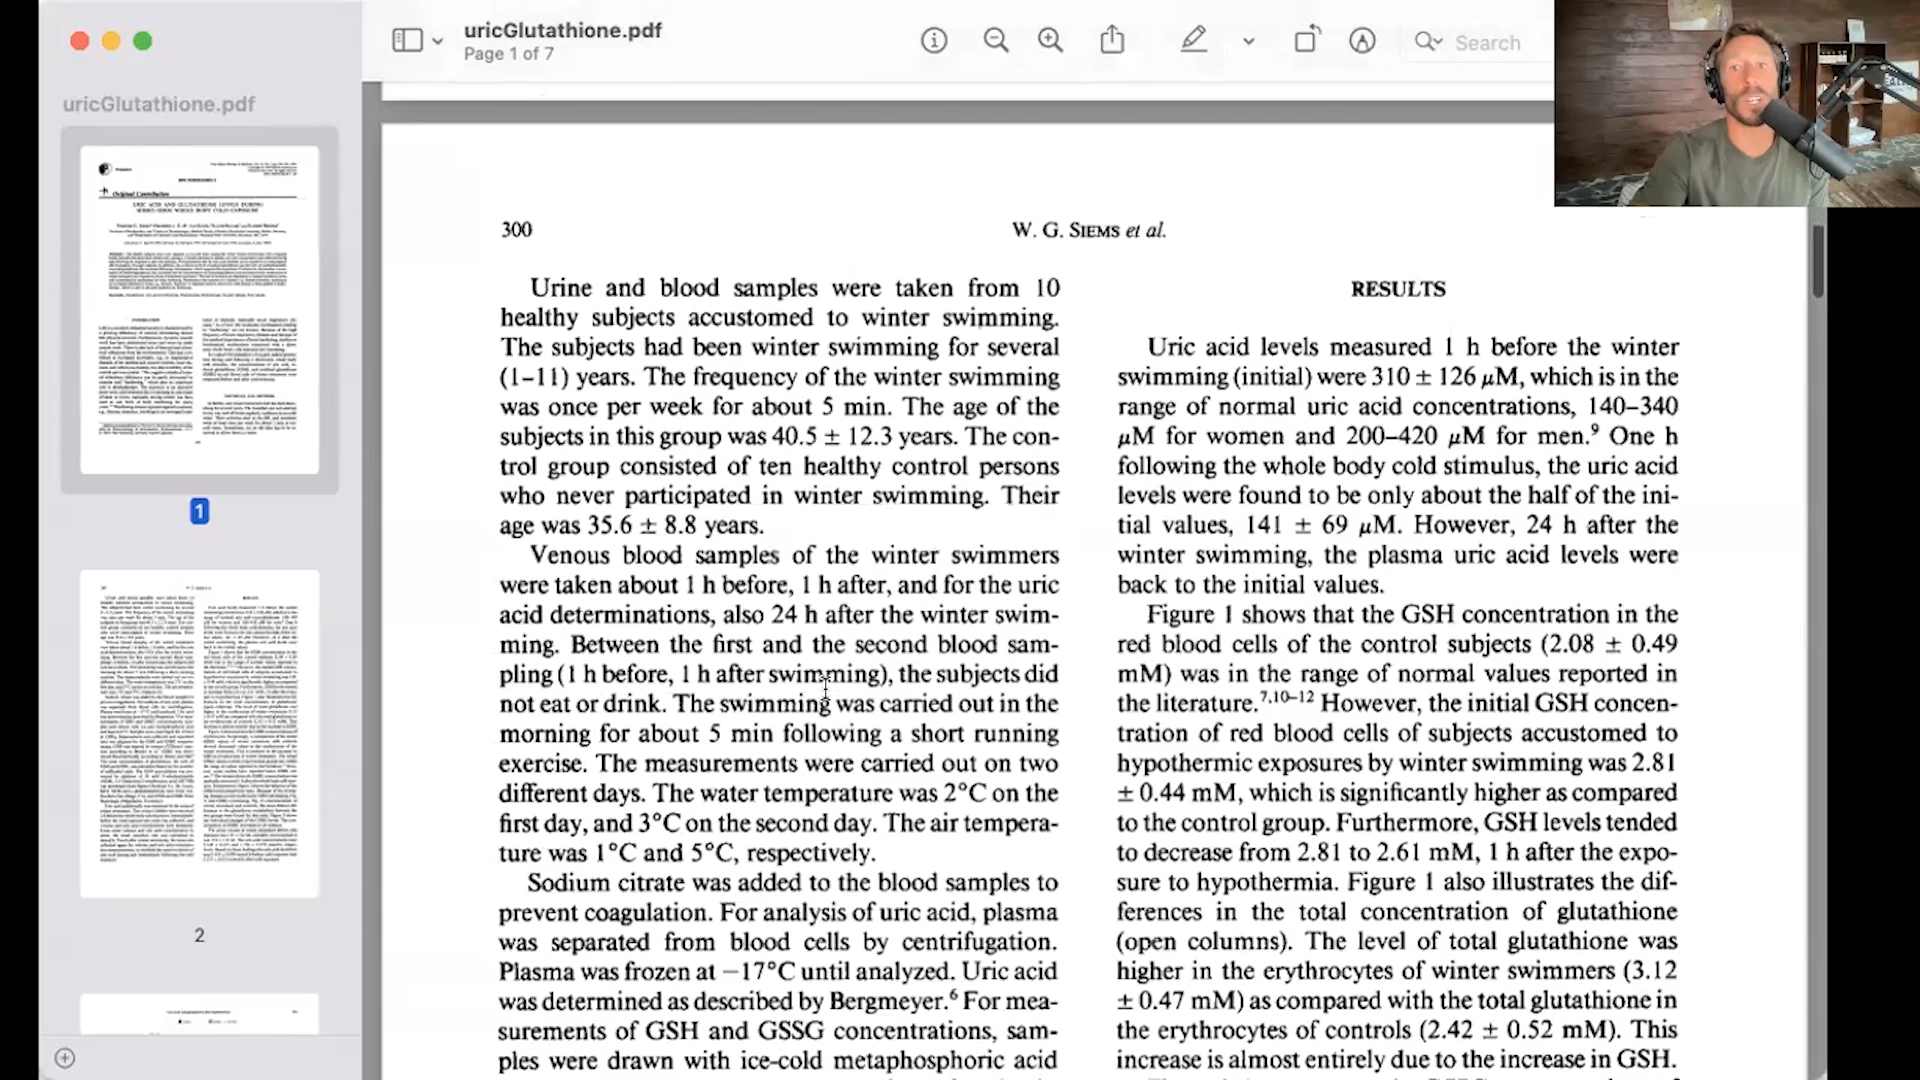 uricGlutathione.pdf
Page 1 of 7
Search
uricGlutathione.pdf
Original Contribution
URIC ACID AND GLUTATHIONE LEVELS DURING
SHORT-TERM WHOLE BODY COLD EXPOSURE
1
2
300
W. G. SIEMS et al.
Urine and blood samples were taken from 10
healthy subjects accustomed to winter swimming.
The subjects had been winter swimming for several
(1–11) years. The frequency of the winter swimming
was once per week for about 5 min. The age of the
subjects in this group was 40.5 ± 12.3 years. The con-
trol group consisted of ten healthy control persons
who never participated in winter swimming. Their
age was 35.6 ± 8.8 years.
Venous blood samples of the winter swimmers
were taken about 1 h before, 1 h after, and for the uric
acid determinations, also 24 h after the winter swim-
ming. Between the first and the second blood sam-
pling (1 h before, 1 h after swimming), the subjects did
not eat or drink. The swimming was carried out in the
morning for about 5 min following a short running
exercise. The measurements were carried out on two
different days. The water temperature was 2°C on the
first day, and 3°C on the second day. The air tempera-
ture was 1°C and 5°C, respectively.
Sodium citrate was added to the blood samples to
prevent coagulation. For analysis of uric acid, plasma
was separated from blood cells by centrifugation.
Plasma was frozen at −17°C until analyzed. Uric acid
was determined as described by Bergmeyer.⁶ For mea-
surements of GSH and GSSG concentrations, sam-
ples were drawn with ice-cold metaphosphoric acid
RESULTS
Uric acid levels measured 1 h before the winter
swimming (initial) were 310 ± 126 μM, which is in the
range of normal uric acid concentrations, 140–340
μM for women and 200–420 μM for men.⁹ One h
following the whole body cold stimulus, the uric acid
levels were found to be only about the half of the ini-
tial values, 141 ± 69 μM. However, 24 h after the
winter swimming, the plasma uric acid levels were
back to the initial values.
Figure 1 shows that the GSH concentration in the
red blood cells of the control subjects (2.08 ± 0.49
mM) was in the range of normal values reported in
the literature.⁷,¹⁰⁻¹² However, the initial GSH concen-
tration of red blood cells of subjects accustomed to
hypothermic exposures by winter swimming was 2.81
± 0.44 mM, which is significantly higher as compared
to the control group. Furthermore, GSH levels tended
to decrease from 2.81 to 2.61 mM, 1 h after the expo-
sure to hypothermia. Figure 1 also illustrates the dif-
ferences in the total concentration of glutathione
(open columns). The level of total glutathione was
higher in the erythrocytes of winter swimmers (3.12
± 0.47 mM) as compared with the total glutathione in
the erythrocytes of controls (2.42 ± 0.52 mM). This
increase is almost entirely due to the increase in GSH.